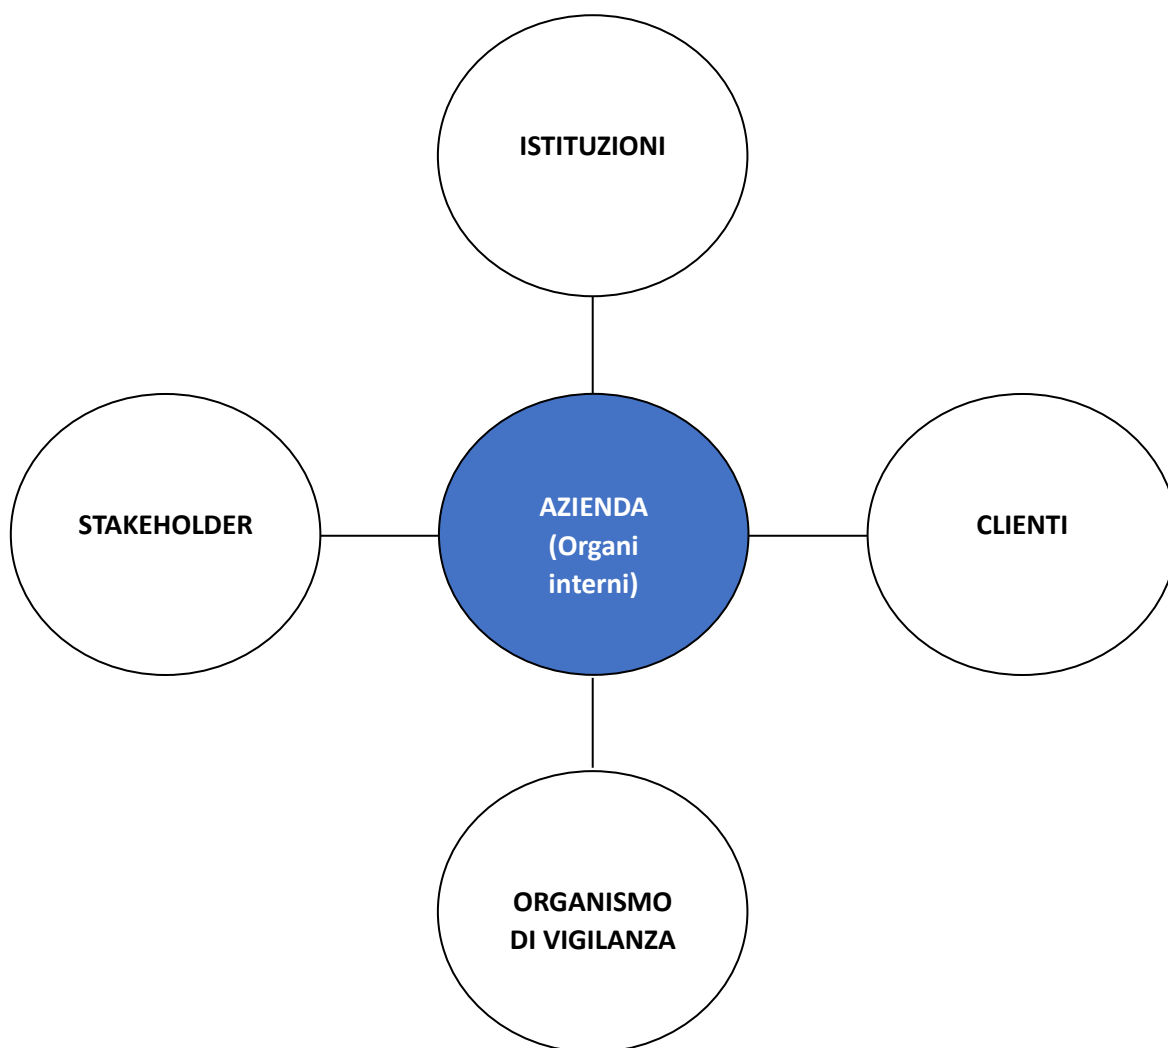 ISTITUZIONI
STAKEHOLDER
AZIENDA
(Organi
interni)
CLIENTI
ORGANISMO
DI VIGILANZA